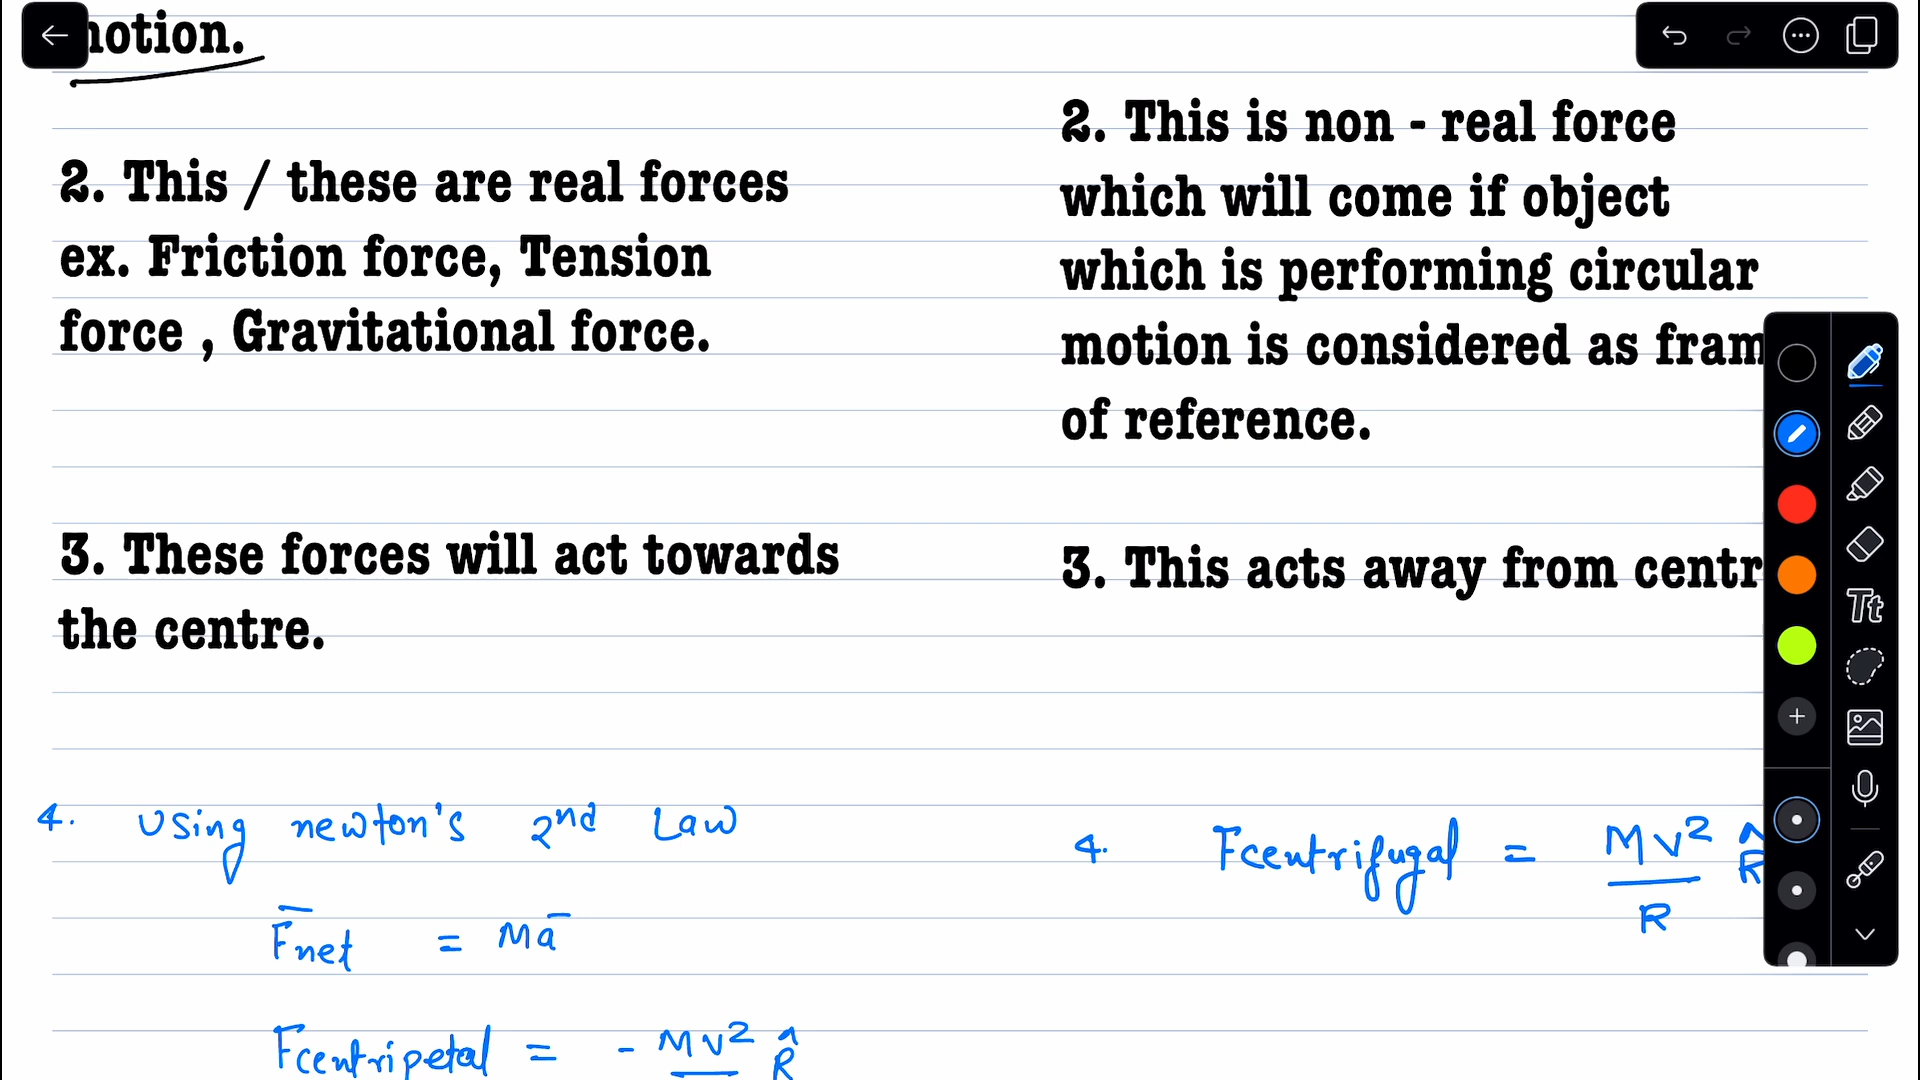 notion.
2. This / these are real forces
ex. Friction force, Tension
force , Gravitational force.
3. These forces will act towards
the centre.
4. Using newton's 2nd Law
F̅net = Ma̅
Fcentripetal = - MV² R̂
2. This is non - real force
which will come if object
which is performing circular
motion is considered as fram
of reference.
3. This acts away from centr
4. Fcentrifugal = MV² R̂
R
Tt